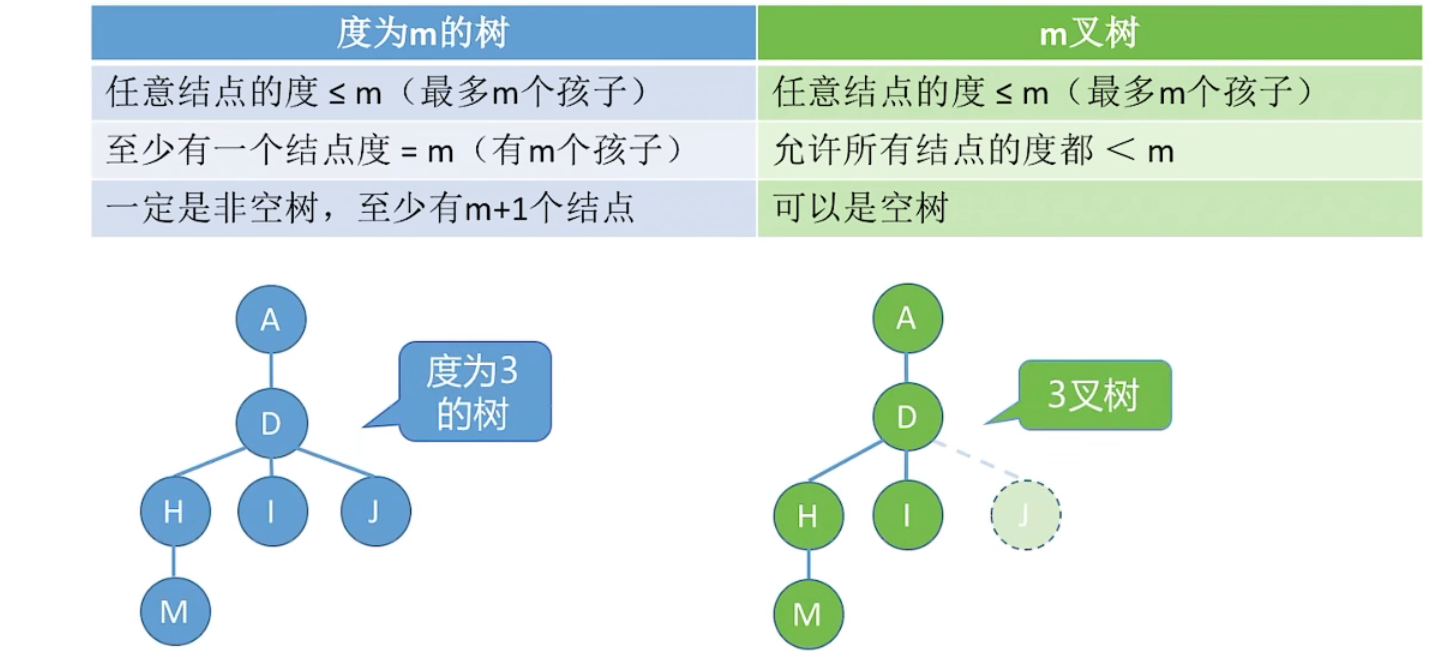 度为m的树
m叉树
任意结点的度 ≤ m（最多m个孩子）
任意结点的度 ≤ m（最多m个孩子）
至少有一个结点度 = m（有m个孩子）
允许所有结点的度都 ＜ m
一定是非空树，至少有m+1个结点
可以是空树
A
D
度为3
的树
H
I
J
M
A
D
3叉树
H
I
J
M